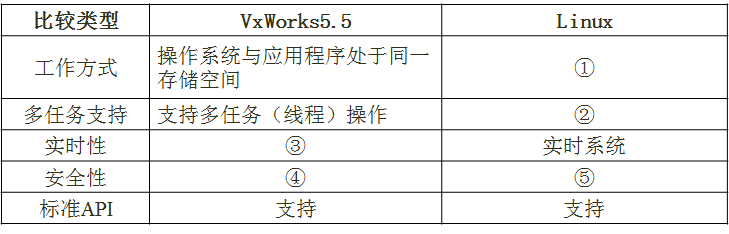 比较类型 VxWorks5.5 Linux
工作方式 操作系统与应用程序处于同一存储空间 ①
多任务支持 支持多任务（线程）操作 ②
实时性 ③ 实时系统
安全性 ④ ⑤
标准API 支持 支持